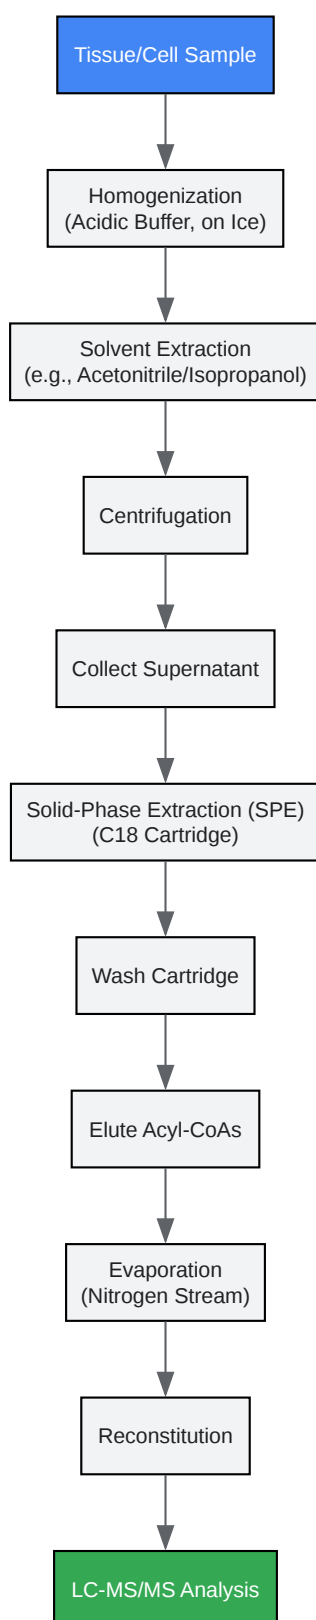 Tissue/Cell Sample
Homogenization
(Acidic Buffer, on Ice)
Solvent Extraction
(e.g., Acetonitrile/Isopropanol)
Centrifugation
Collect Supernatant
Solid-Phase Extraction (SPE)
(C18 Cartridge)
Wash Cartridge
Elute Acyl-CoAs
Evaporation
(Nitrogen Stream)
Reconstitution
LC-MS/MS Analysis